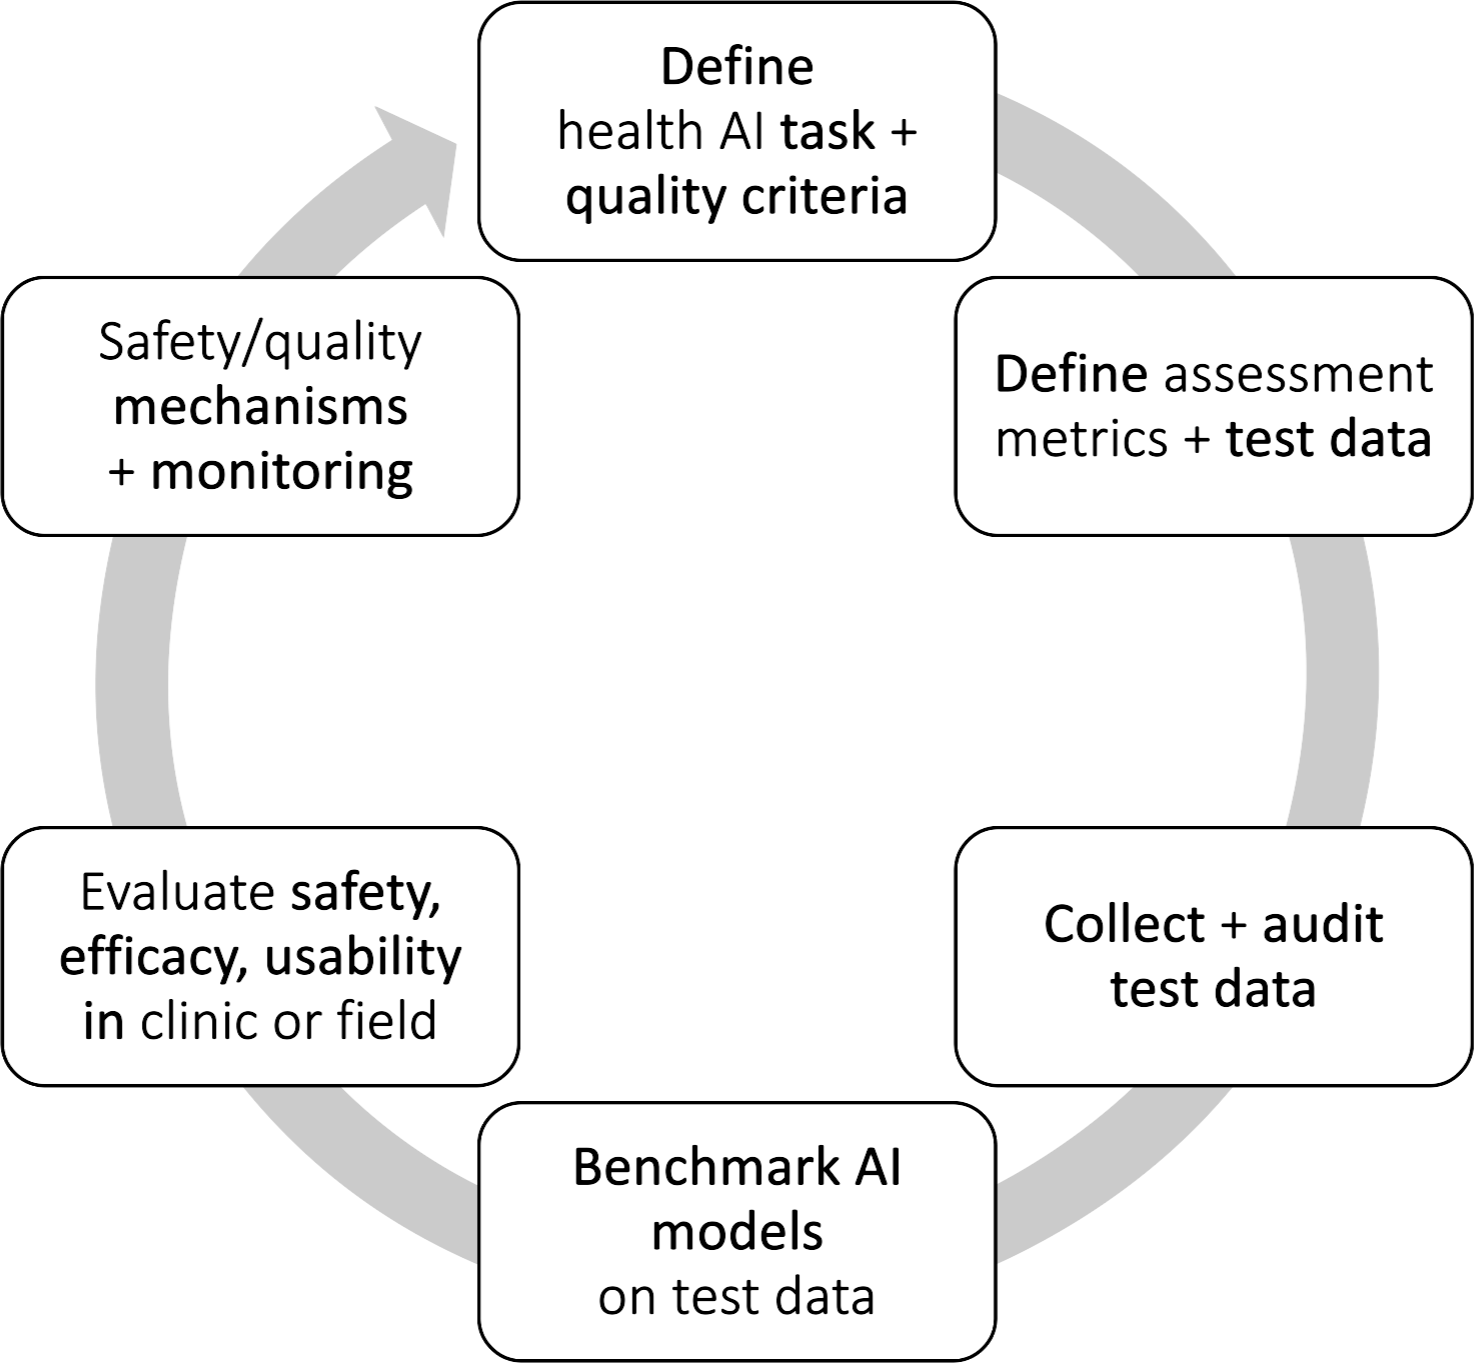 Define
health AI task +
quality criteria
Define assessment
metrics + test data
Collect + audit
test data
Benchmark AI
models
on test data
Evaluate safety,
efficacy, usability
in clinic or field
Safety/quality
mechanisms
+ monitoring